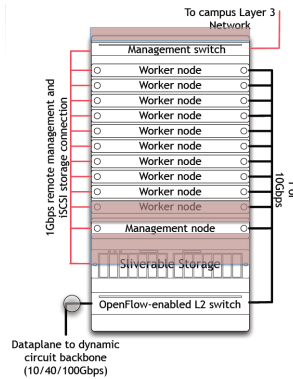 To campus Layer 3
Network
Management switch
Worker node
Worker node
Worker node
Worker node
Worker node
Worker node
Worker node
Worker node
Worker node
Worker node
Management node
Sliverable Storage
OpenFlow-enabled L2 switch
1Gbps remote management and
iSCSI storage connection
10Gbps
Dataplane to dynamic
circuit backbone
(10/40/100Gbps)